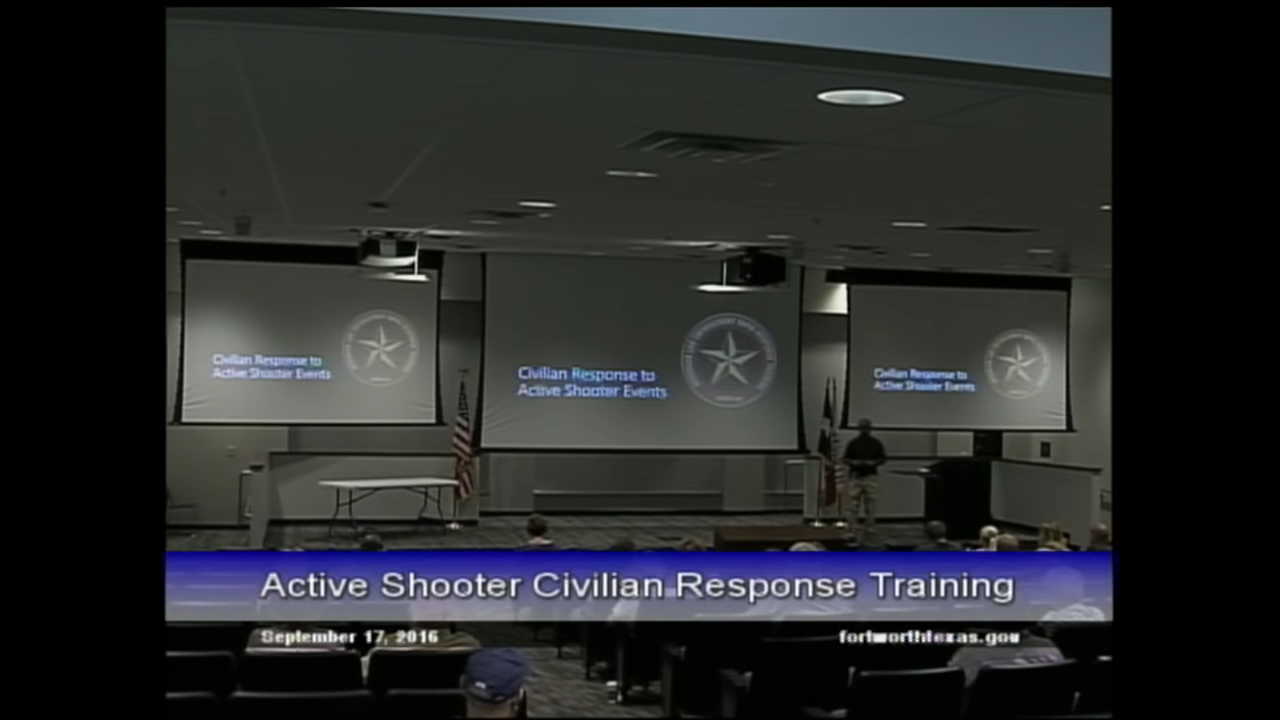 Civilian Response to
Active Shooter Events
Civilian Response to
Active Shooter Events
Civilian Response to
Active Shooter Events
Active Shooter Civilian Response Training
September 17, 2016
fortworthtexas.gov